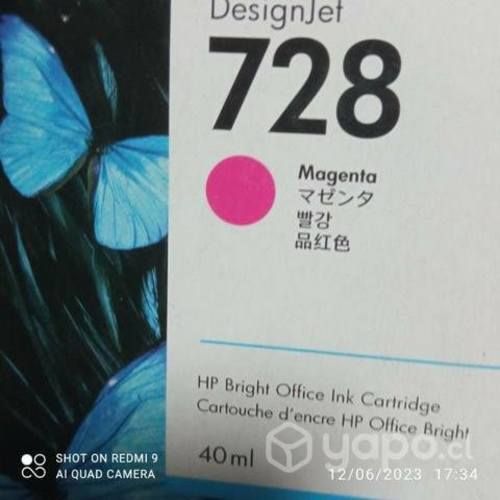 DesignJet
728
Magenta
マゼンタ
빨강
品红色
HP Bright Office Ink Cartridge
Cartouche d'encre HP Office Bright
40 ml
yapo.cl
SHOT ON REDMI 9
AI QUAD CAMERA
12/06/2023 17:34